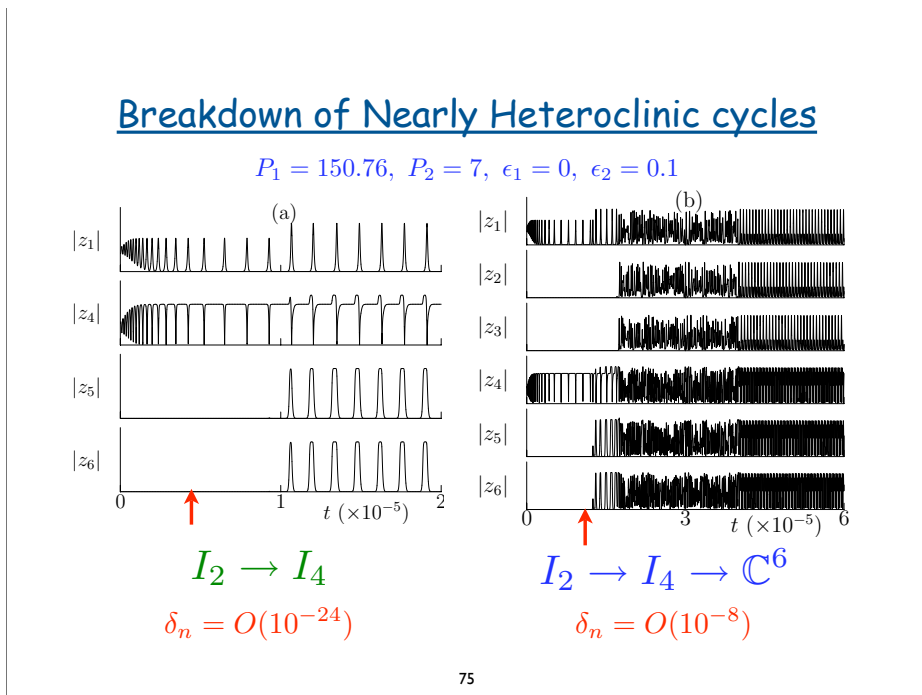 Breakdown of Nearly Heteroclinic cycles
P₁ = 150.76, P₂ = 7, ϵ₁ = 0, ϵ₂ = 0.1
(a)
|z₁|
|z₄|
|z₅|
|z₆|
0 1 2
t (×10⁻⁵)
(b)
|z₁|
|z₂|
|z₃|
|z₄|
|z₅|
|z₆|
0 3 6
t (×10⁻⁵)
I₂ → I₄
δₙ = O(10⁻²⁴)
I₂ → I₄ → ℂ⁶
δₙ = O(10⁻⁸)
75